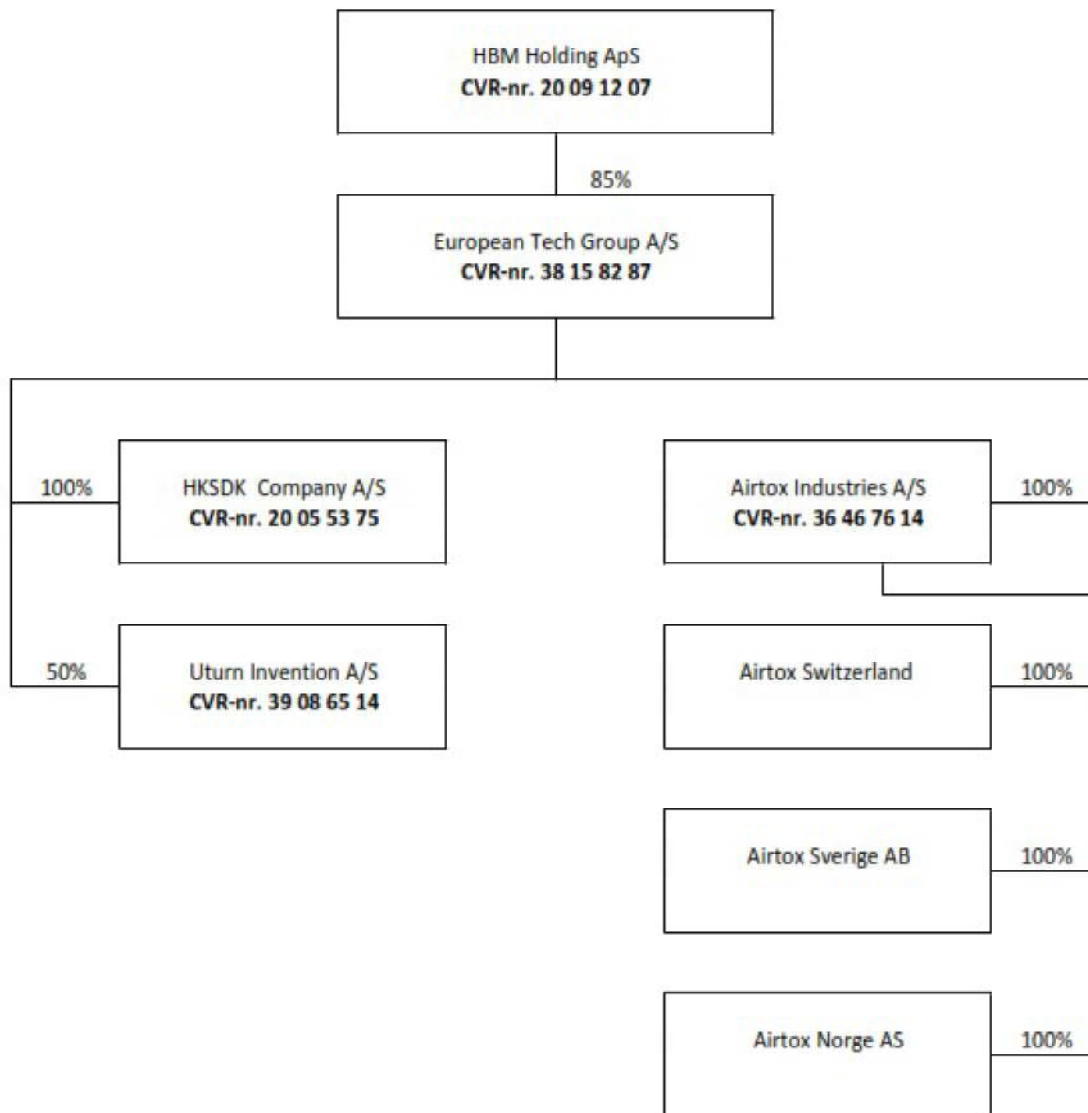 HBM Holding ApS
CVR-nr. 20 09 12 07
85%
European Tech Group A/S
CVR-nr. 38 15 82 87
100%
HKSDK Company A/S
CVR-nr. 20 05 53 75
Airtox Industries A/S
CVR-nr. 36 46 76 14
100%
50%
Uturn Invention A/S
CVR-nr. 39 08 65 14
Airtox Switzerland
100%
Airtox Sverige AB
100%
Airtox Norge AS
100%